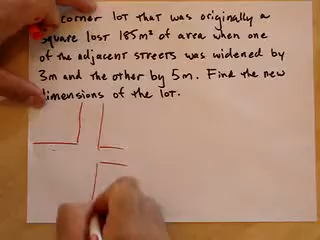 corner lot that was originally a
square lost 185m² of area when one
of the adjacent streets was widened by
3m and the other by 5m. Find the new
dimensions of the lot.